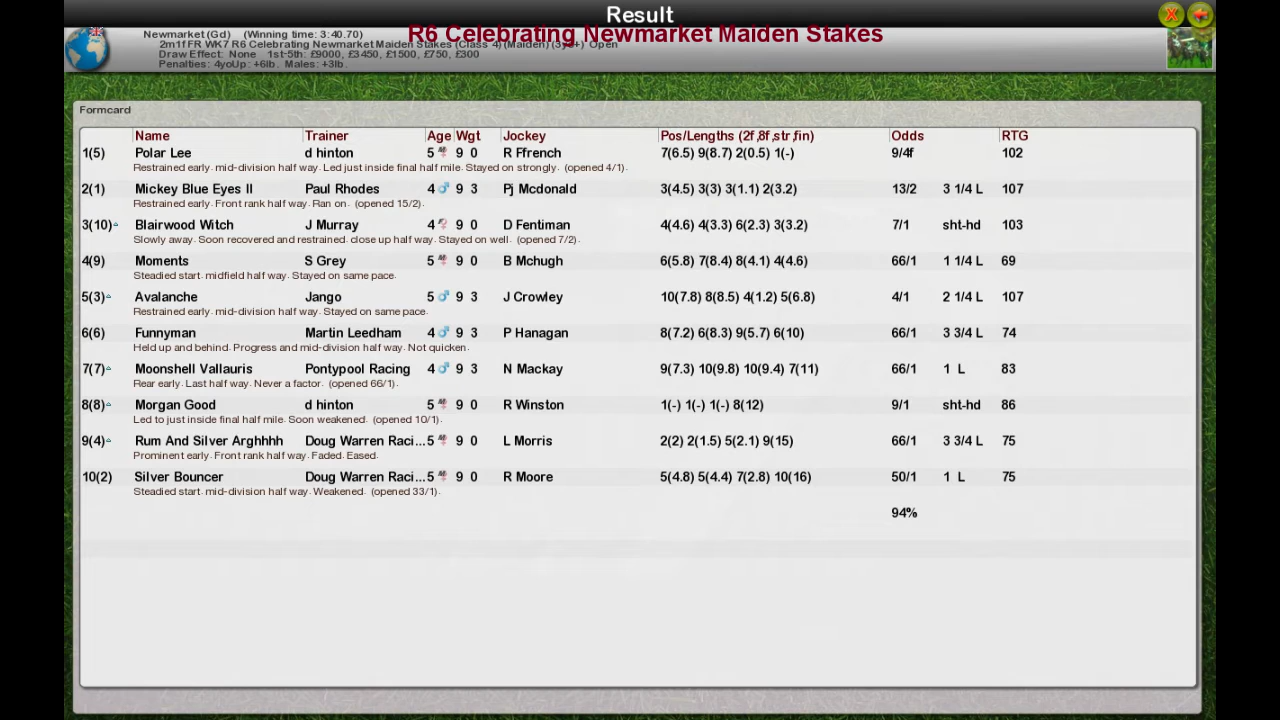 Result
R6 Celebrating Newmarket Maiden Stakes
Newmarket (Gd) (Winning time: 3:40.70)
2m1fFR WK7 R6 Celebrating Newmarket Maiden Stakes (Class 4) (Maiden) (3yo+) Open
Draw Effect: None 1st-5th: £9000, £3450, £1500, £750, £300
Penalties: 4yoUp: +6lb. Males: +3lb.
Formcard
Name Trainer Age Wgt Jockey Pos/Lengths (2f,8f,str,fin) Odds RTG
1(5) Polar Lee d hinton 5 9 0 R Ffrench 7(6.5) 9(8.7) 2(0.5) 1(-) 9/4f 102
Restrained early. mid-division half way. Led just inside final half mile. Stayed on strongly. (opened 4/1).
2(1) Mickey Blue Eyes II Paul Rhodes 4 9 3 Pj Mcdonald 3(4.5) 3(3) 3(1.1) 2(3.2) 13/2 3 1/4 L 107
Restrained early. Front rank half way. Ran on. (opened 15/2).
3(10) Blairwood Witch J Murray 4 9 0 D Fentiman 4(4.6) 4(3.3) 6(2.3) 3(3.2) 7/1 sht-hd 103
Slowly away. Soon recovered and restrained. close up half way. Stayed on well. (opened 7/2).
4(9) Moments S Grey 5 9 0 B Mchugh 6(5.8) 7(8.4) 8(4.1) 4(4.6) 66/1 1 1/4 L 69
Steadied start. midfield half way. Stayed on same pace.
5(3) Avalanche Jango 5 9 3 J Crowley 10(7.8) 8(8.5) 4(1.2) 5(6.8) 4/1 2 1/4 L 107
Restrained early. mid-division half way. Stayed on same pace.
6(6) Funnyman Martin Leedham 4 9 3 P Hanagan 8(7.2) 6(8.3) 9(5.7) 6(10) 66/1 3 3/4 L 74
Held up and behind. Progress and mid-division half way. Not quicken.
7(7) Moonshell Vallauris Pontypool Racing 4 9 3 N Mackay 9(7.3) 10(9.8) 10(9.4) 7(11) 66/1 1 L 83
Rear early. Last half way. Never a factor. (opened 66/1).
8(8) Morgan Good d hinton 5 9 0 R Winston 1(-) 1(-) 1(-) 8(12) 9/1 sht-hd 86
Led to just inside final half mile. Soon weakened. (opened 10/1).
9(4) Rum And Silver Arghhhh Doug Warren Raci... 5 9 0 L Morris 2(2) 2(1.5) 5(2.1) 9(15) 66/1 3 3/4 L 75
Prominent early. Front rank half way. Faded. Eased.
10(2) Silver Bouncer Doug Warren Raci... 5 9 0 R Moore 5(4.8) 5(4.4) 7(2.8) 10(16) 50/1 1 L 75
Steadied start. mid-division half way. Weakened. (opened 33/1).
94%